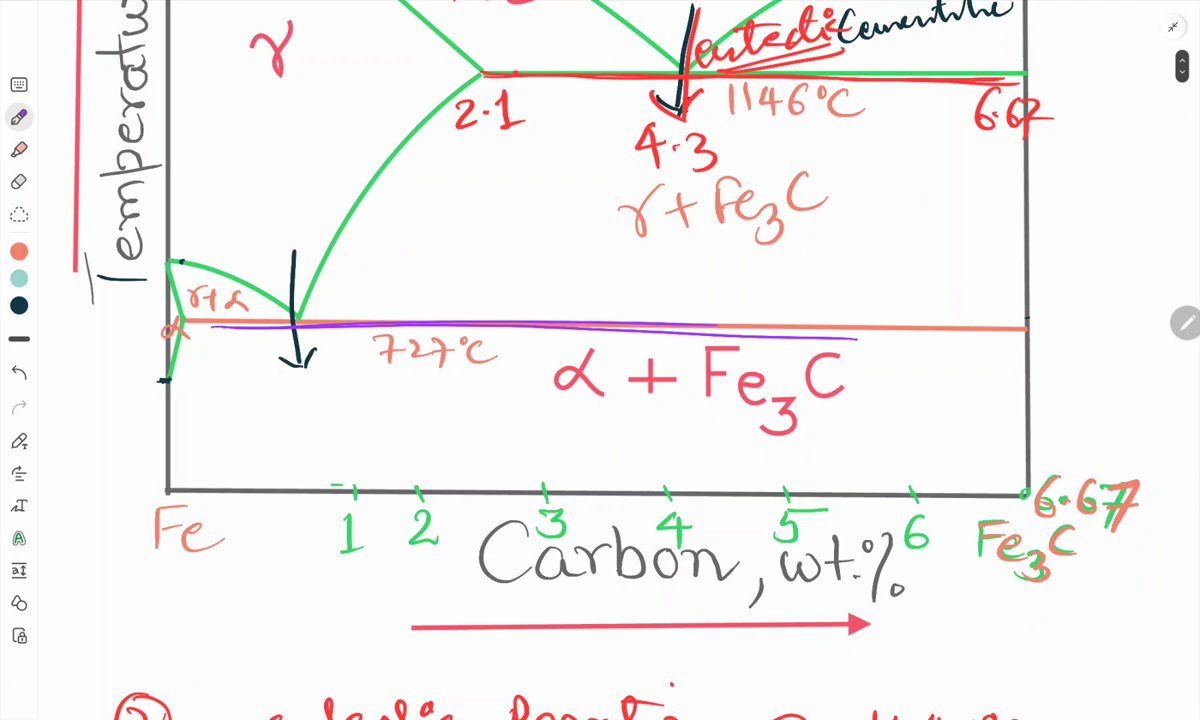 Temperatu
γ
eutectic Cementite
2.1
1146°C
6.67
4.3
γ + Fe3C
γ + α
α
727°C
α + Fe3C
1 2 3 4 5 6 6.67
Fe
Fe3C
Carbon, wt.%